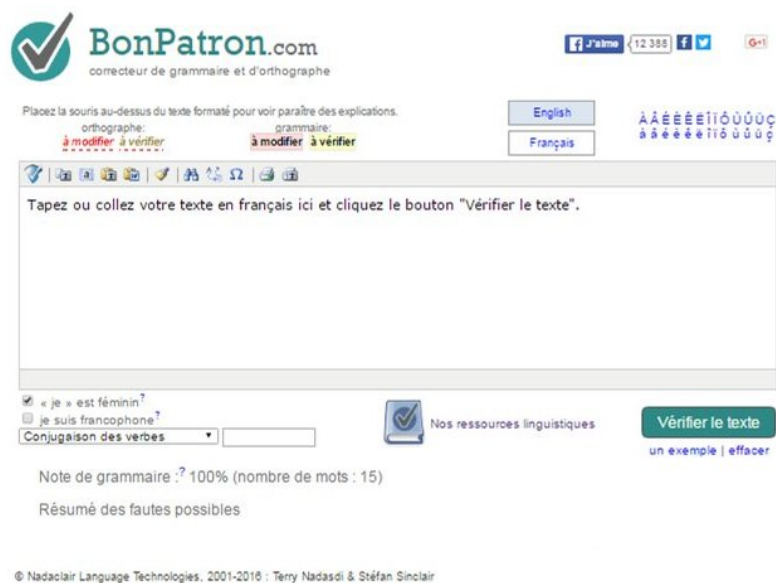 BonPatron.com
correcteur de grammaire et d'orthographe
J'aime 12 388 G+1
Placez la souris au-dessus du texte formaté pour voir paraître des explications.
orthographe: grammaire:
à modifier à vérifier à modifier à vérifier
English
Français
À Â É È Ê Ë Î Ï Ô Ù Û Ü Ç
à â é è ê ë î ï ô ù û ü ç
Tapez ou collez votre texte en français ici et cliquez le bouton "Vérifier le texte".
« je » est féminin?
je suis francophone?
Conjugaison des verbes
Nos ressources linguistiques
Vérifier le texte
un exemple | effacer
Note de grammaire :? 100% (nombre de mots : 15)
Résumé des fautes possibles
© Nadaclair Language Technologies, 2001-2016 : Terry Nadasdi & Stéfan Sinclair